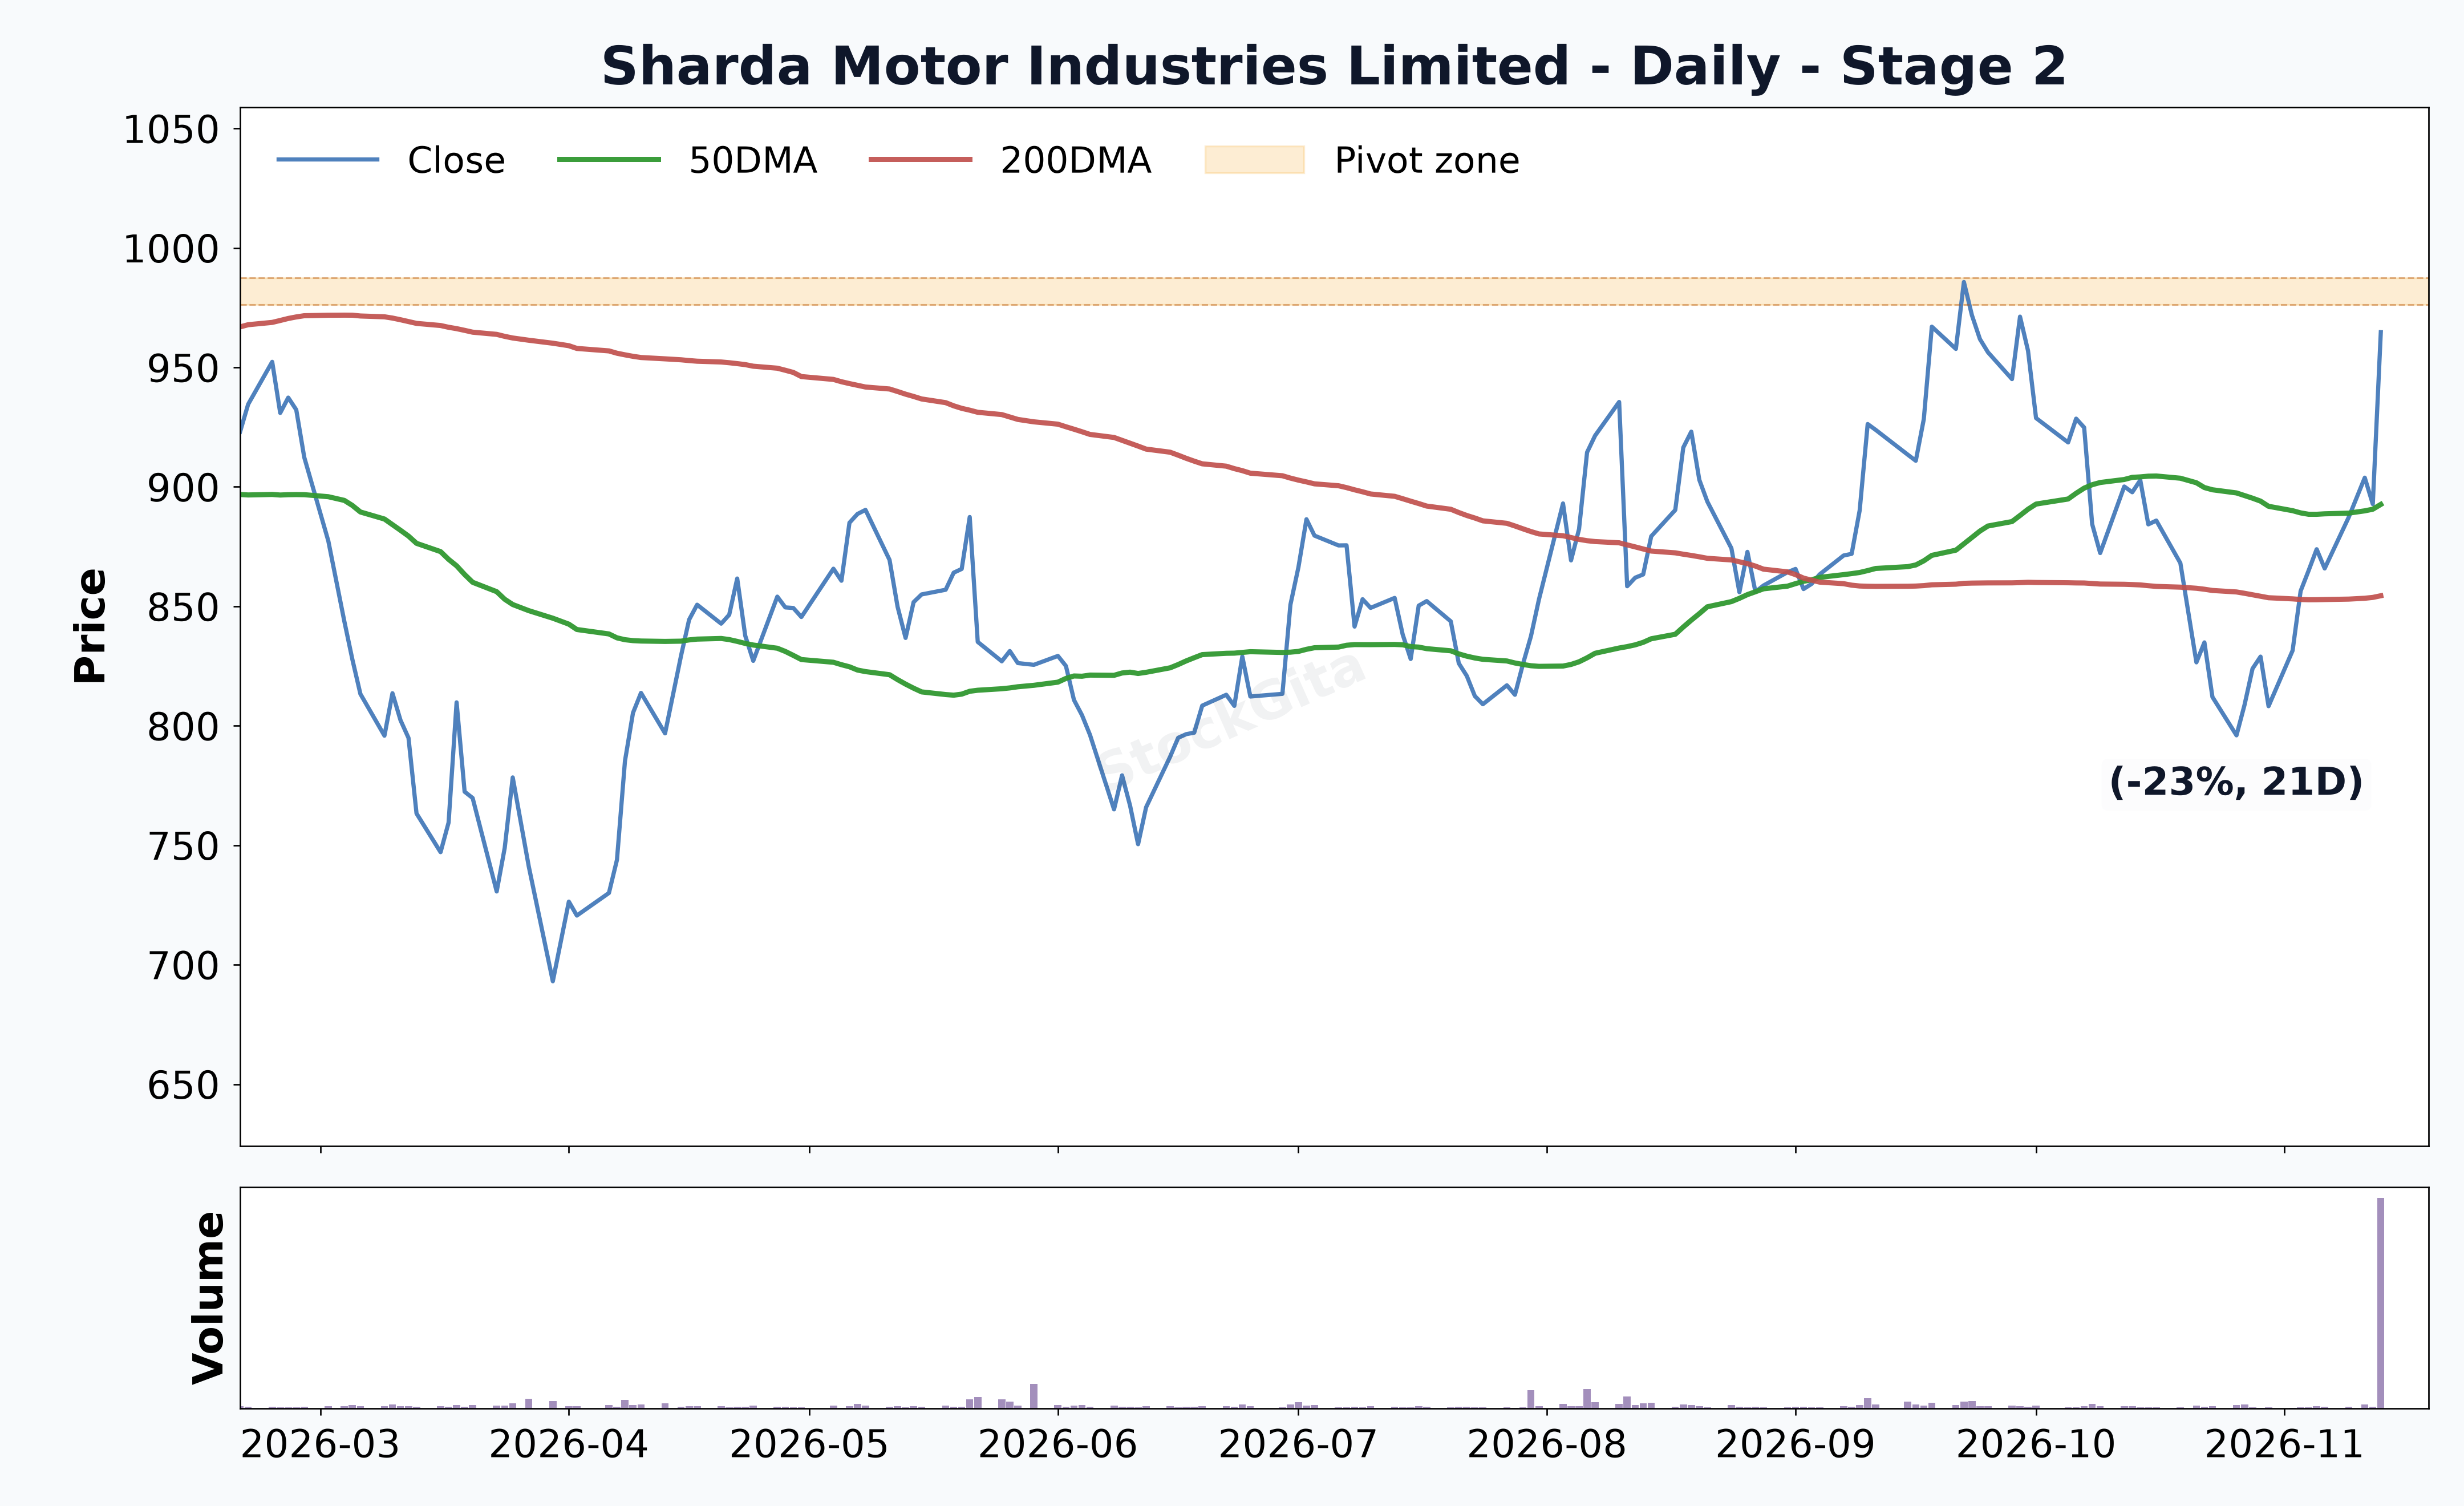 Sharda Motor Industries Limited - Daily - Stage 2
Close 50DMA 200DMA Pivot zone
1050
1000
950
900
850
800
750
700
650
Price
StockGita
(-23%, 21D)
Volume
2026-03 2026-04 2026-05 2026-06 2026-07 2026-08 2026-09 2026-10 2026-11